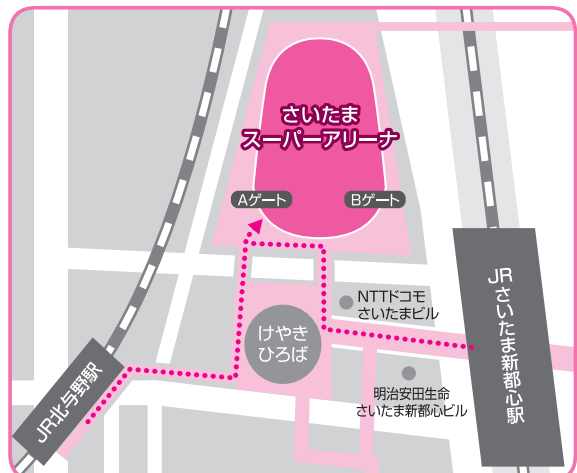 さいたま
スーパーアリーナ
Aゲート
Bゲート
NTTドコモ
さいたまビル
けやき
ひろば
明治安田生命
さいたま新都心ビル
JR北与野駅
JRさいたま新都心駅